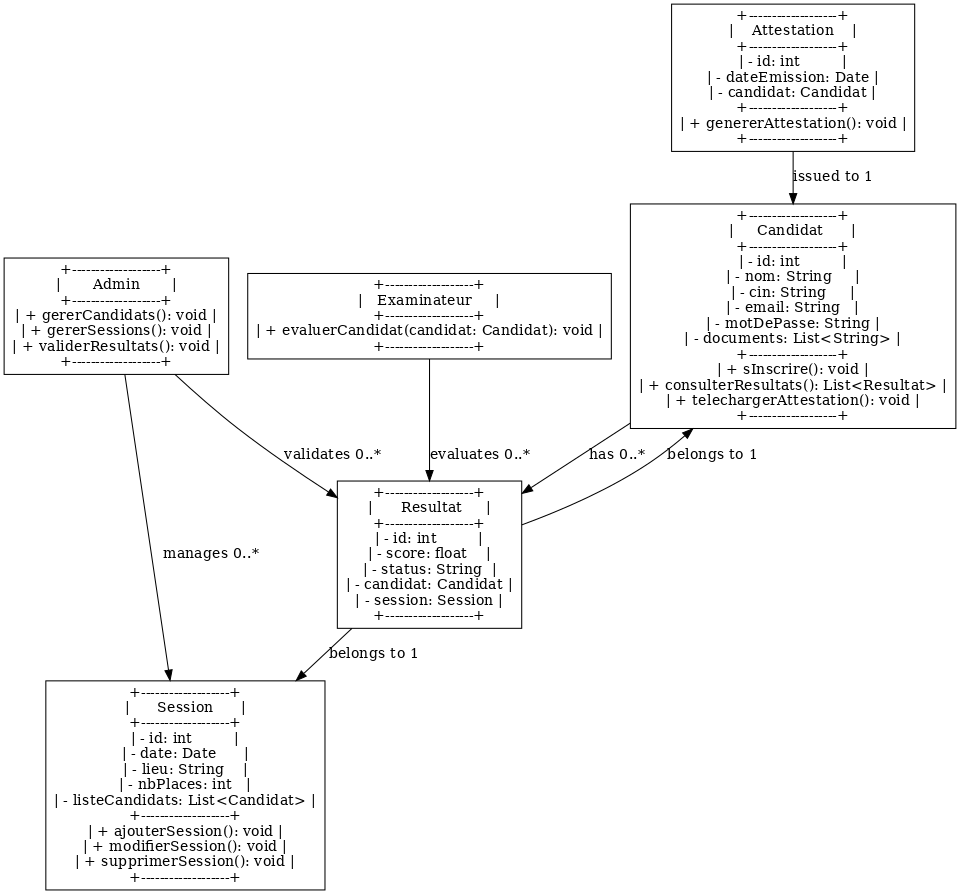 +-------------------+
| Attestation |
+-------------------+
| - id: int |
| - dateEmission: Date |
| - candidat: Candidat |
+-------------------+
| + genererAttestation(): void |
+-------------------+
issued to 1
+-------------------+
| Candidat |
+-------------------+
| - id: int |
| - nom: String |
| - cin: String |
| - email: String |
| - motDePasse: String |
| - documents: List<String> |
+-------------------+
| + sInscrire(): void |
| + consulterResultats(): List<Resultat> |
| + telechargerAttestation(): void |
+-------------------+
+-------------------+
| Admin |
+-------------------+
| + gererCandidats(): void |
| + gererSessions(): void |
| + validerResultats(): void |
+-------------------+
+-------------------+
| Examinateur |
+-------------------+
| + evaluerCandidat(candidat: Candidat): void |
+-------------------+
validates 0..*
evaluates 0..*
has 0..*
belongs to 1
+-------------------+
| Resultat |
+-------------------+
| - id: int |
| - score: float |
| - status: String |
| - candidat: Candidat |
| - session: Session |
+-------------------+
manages 0..*
belongs to 1
+-------------------+
| Session |
+-------------------+
| - id: int |
| - date: Date |
| - lieu: String |
| - nbPlaces: int |
| - listeCandidats: List<Candidat> |
+-------------------+
| + ajouterSession(): void |
| + modifierSession(): void |
| + supprimerSession(): void |
+-------------------+